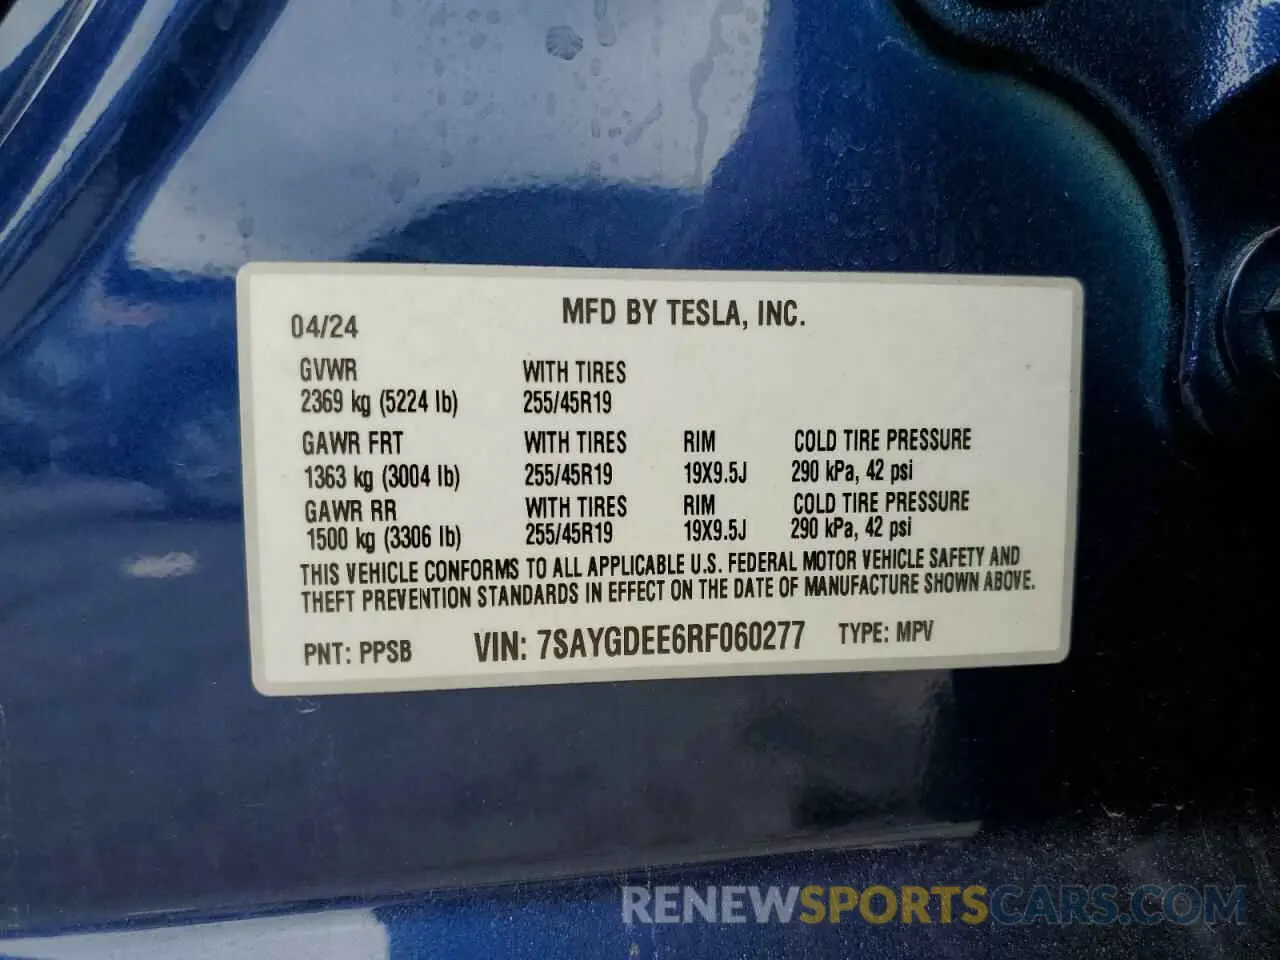 04/24 MFD BY TESLA, INC.
GVWR WITH TIRES
2369 kg (5224 lb) 255/45R19
GAWR FRT WITH TIRES RIM COLD TIRE PRESSURE
1363 kg (3004 lb) 255/45R19 19X9.5J 290 kPa, 42 psi
GAWR RR WITH TIRES RIM COLD TIRE PRESSURE
1500 kg (3306 lb) 255/45R19 19X9.5J 290 kPa, 42 psi
THIS VEHICLE CONFORMS TO ALL APPLICABLE U.S. FEDERAL MOTOR VEHICLE SAFETY AND
THEFT PREVENTION STANDARDS IN EFFECT ON THE DATE OF MANUFACTURE SHOWN ABOVE.
PNT: PPSB VIN: 7SAYGDEE6RF060277 TYPE: MPV
RENEWSPORTSCARS.COM